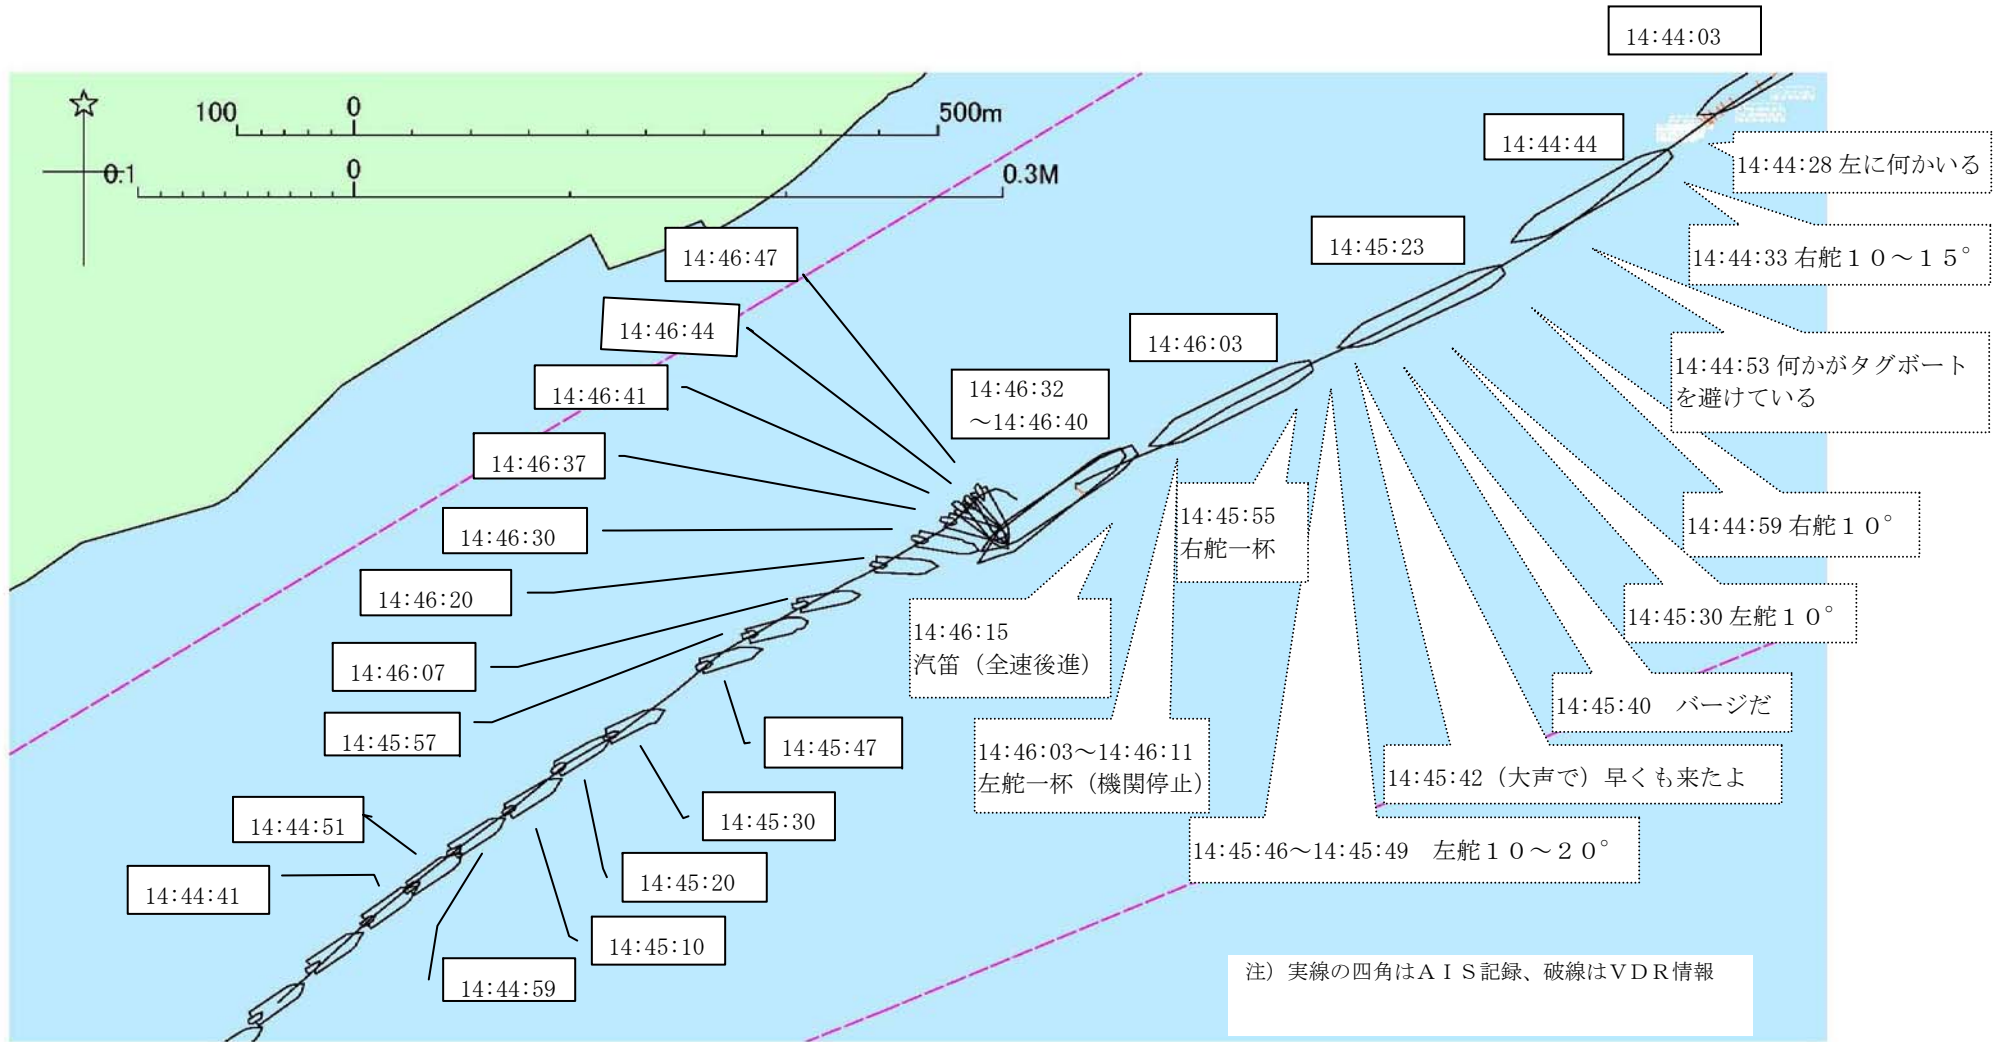 14:44:03
100
0
500m
0.1
0
0.3M
14:44:44
14:44:28 左に何かいる
14:45:23
14:44:33 右舵１０～１５°
14:46:47
14:46:44
14:46:03
14:44:53 何かがタグボート
を避けている
14:46:41
14:46:32
～14:46:40
14:46:37
14:45:55
右舵一杯
14:44:59 右舵１０°
14:46:30
14:46:20
14:45:30 左舵１０°
14:46:15
汽笛（全速後進）
14:46:07
14:45:40　バージだ
14:45:57
14:45:47
14:46:03～14:46:11
左舵一杯（機関停止）
14:45:42（大声で）早くも来たよ
14:44:51
14:45:30
14:45:46～14:45:49　左舵１０～２０°
14:44:41
14:45:20
14:45:10
14:44:59
注）実線の四角はＡＩＳ記録、破線はＶＤＲ情報